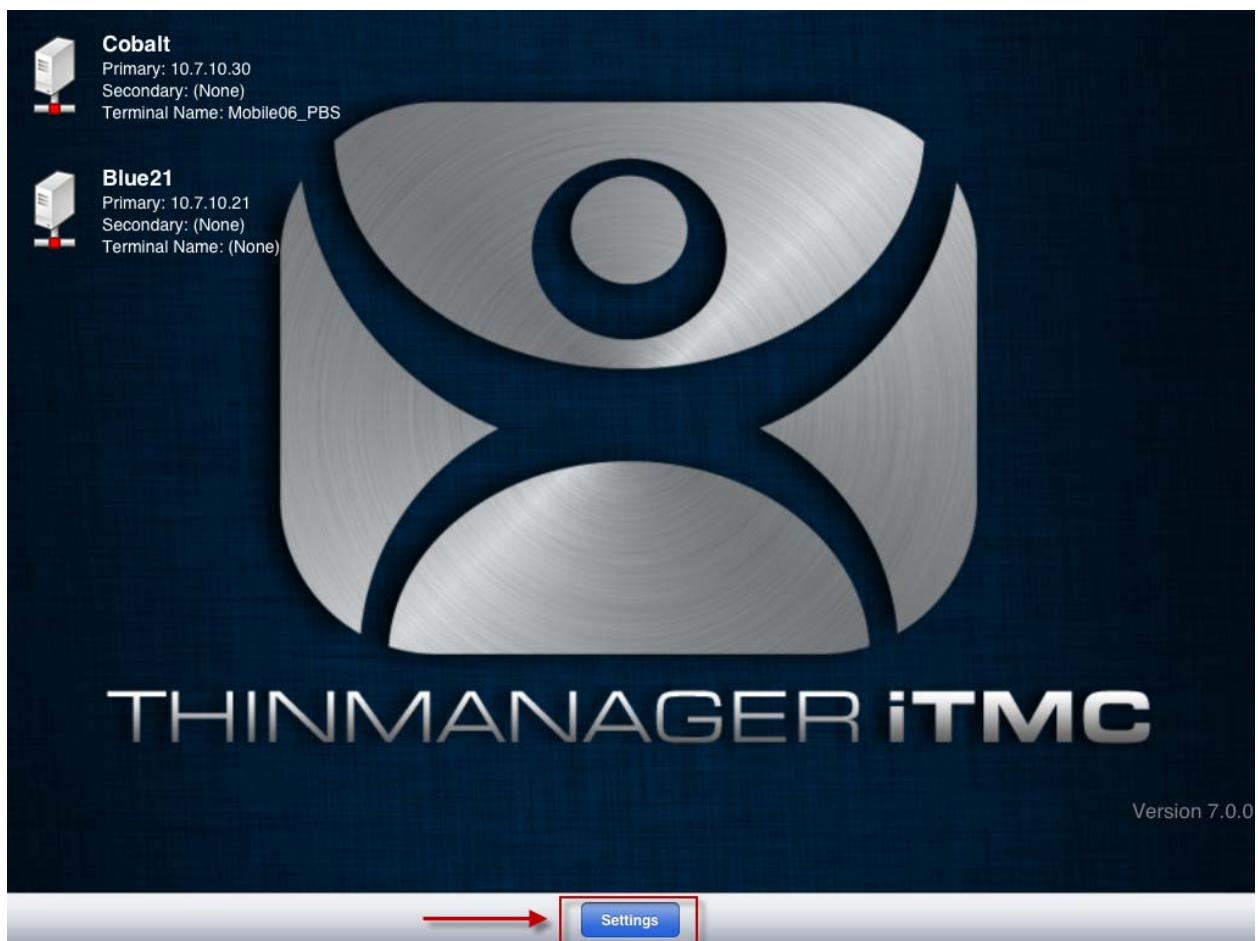 Cobalt
Primary: 10.7.10.30
Secondary: (None)
Terminal Name: Mobile06_PBS
Blue21
Primary: 10.7.10.21
Secondary: (None)
Terminal Name: (None)
THINMANAGER iTMC
Version 7.0.0
Settings